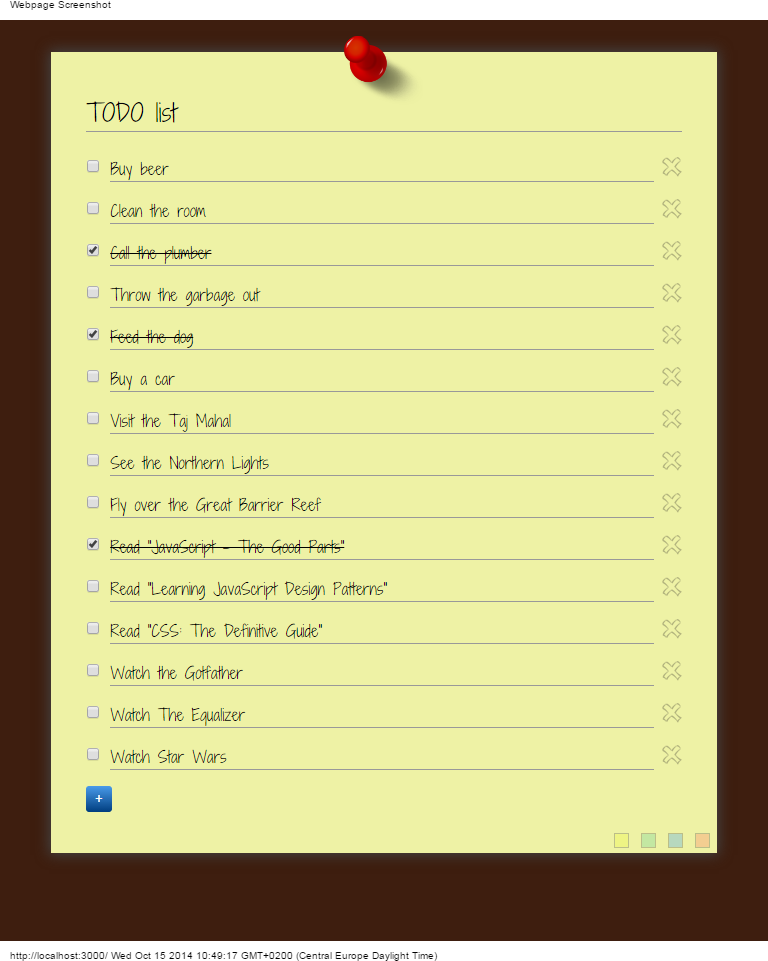 Webpage Screenshot
TODO list
Buy beer
Clean the room
Call the plumber
Throw the garbage out
Feed the dog
Buy a car
Visit the Taj Mahal
See the Northern Lights
Fly over the Great Barrier Reef
Read "JavaScript - The Good Parts"
Read "Learning JavaScript Design Patterns"
Read "CSS: The Definitive Guide"
Watch the Gotfather
Watch The Equalizer
Watch Star Wars
+
http://localhost:3000/ Wed Oct 15 2014 10:49:17 GMT+0200 (Central Europe Daylight Time)